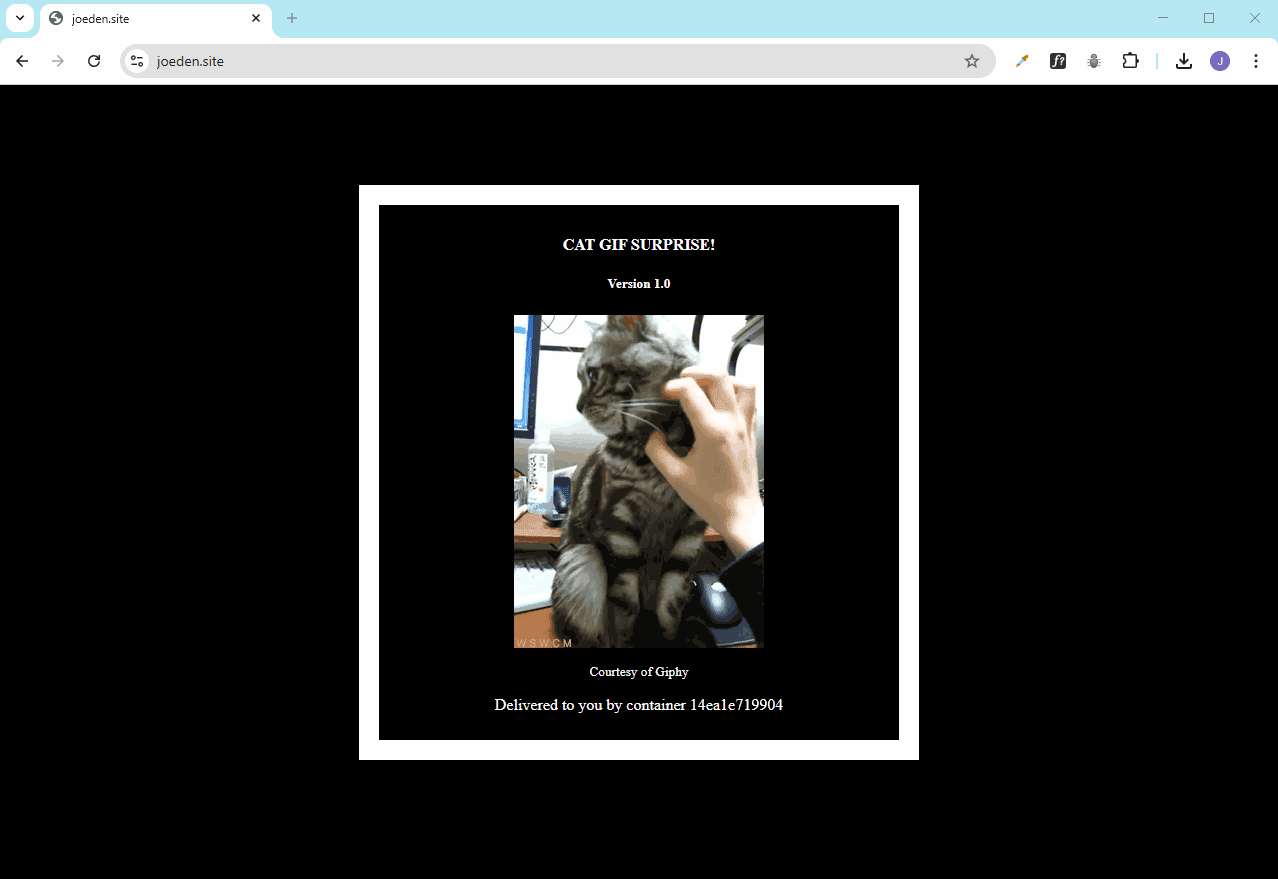 joeden.site
joeden.site
f?
J
CAT GIF SURPRISE!
Version 1.0
WSWCM
Courtesy of Giphy
Delivered to you by container 14ea1e719904